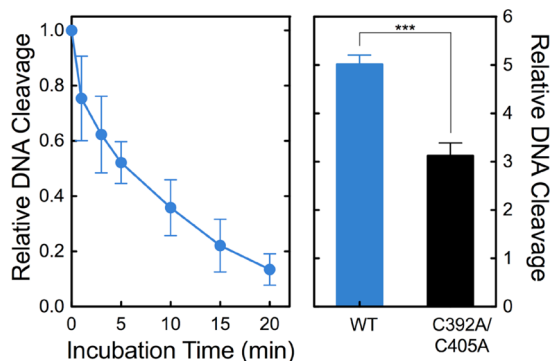 Relative DNA Cleavage
1.0
0.8
0.6
0.4
0.2
0.0
0 5 10 15 20
Incubation Time (min)
***
WT
C392A/
C405A
6
5
4
3
2
1
0
Relative DNA Cleavage